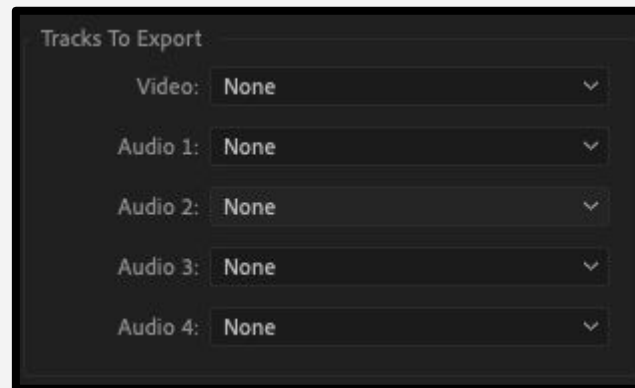 Tracks To Export
Video: None
Audio 1: None
Audio 2: None
Audio 3: None
Audio 4: None